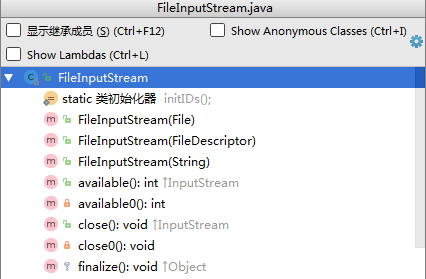 FileInputStream.java
显示继承成员 (S) (Ctrl+F12)
Show Anonymous Classes (Ctrl+I)
Show Lambdas (Ctrl+L)
FileInputStream
static 类初始化器 initIDs();
FileInputStream(File)
FileInputStream(FileDescriptor)
FileInputStream(String)
available(): int ↑InputStream
available0(): int
close(): void ↑InputStream
close0(): void
finalize(): void ↑Object